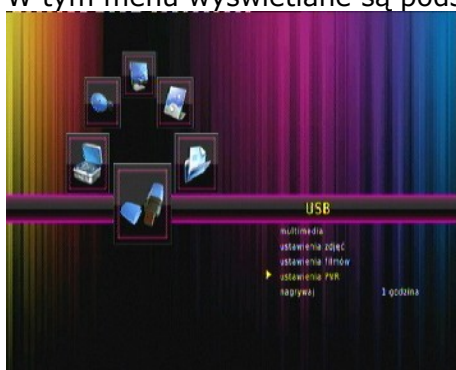 W tym menu wyświetlane są pods
USB
multimedia
ustawienia zdjęć
ustawienia filmów
ustawienia PVR
nagrywaj 1 godzina